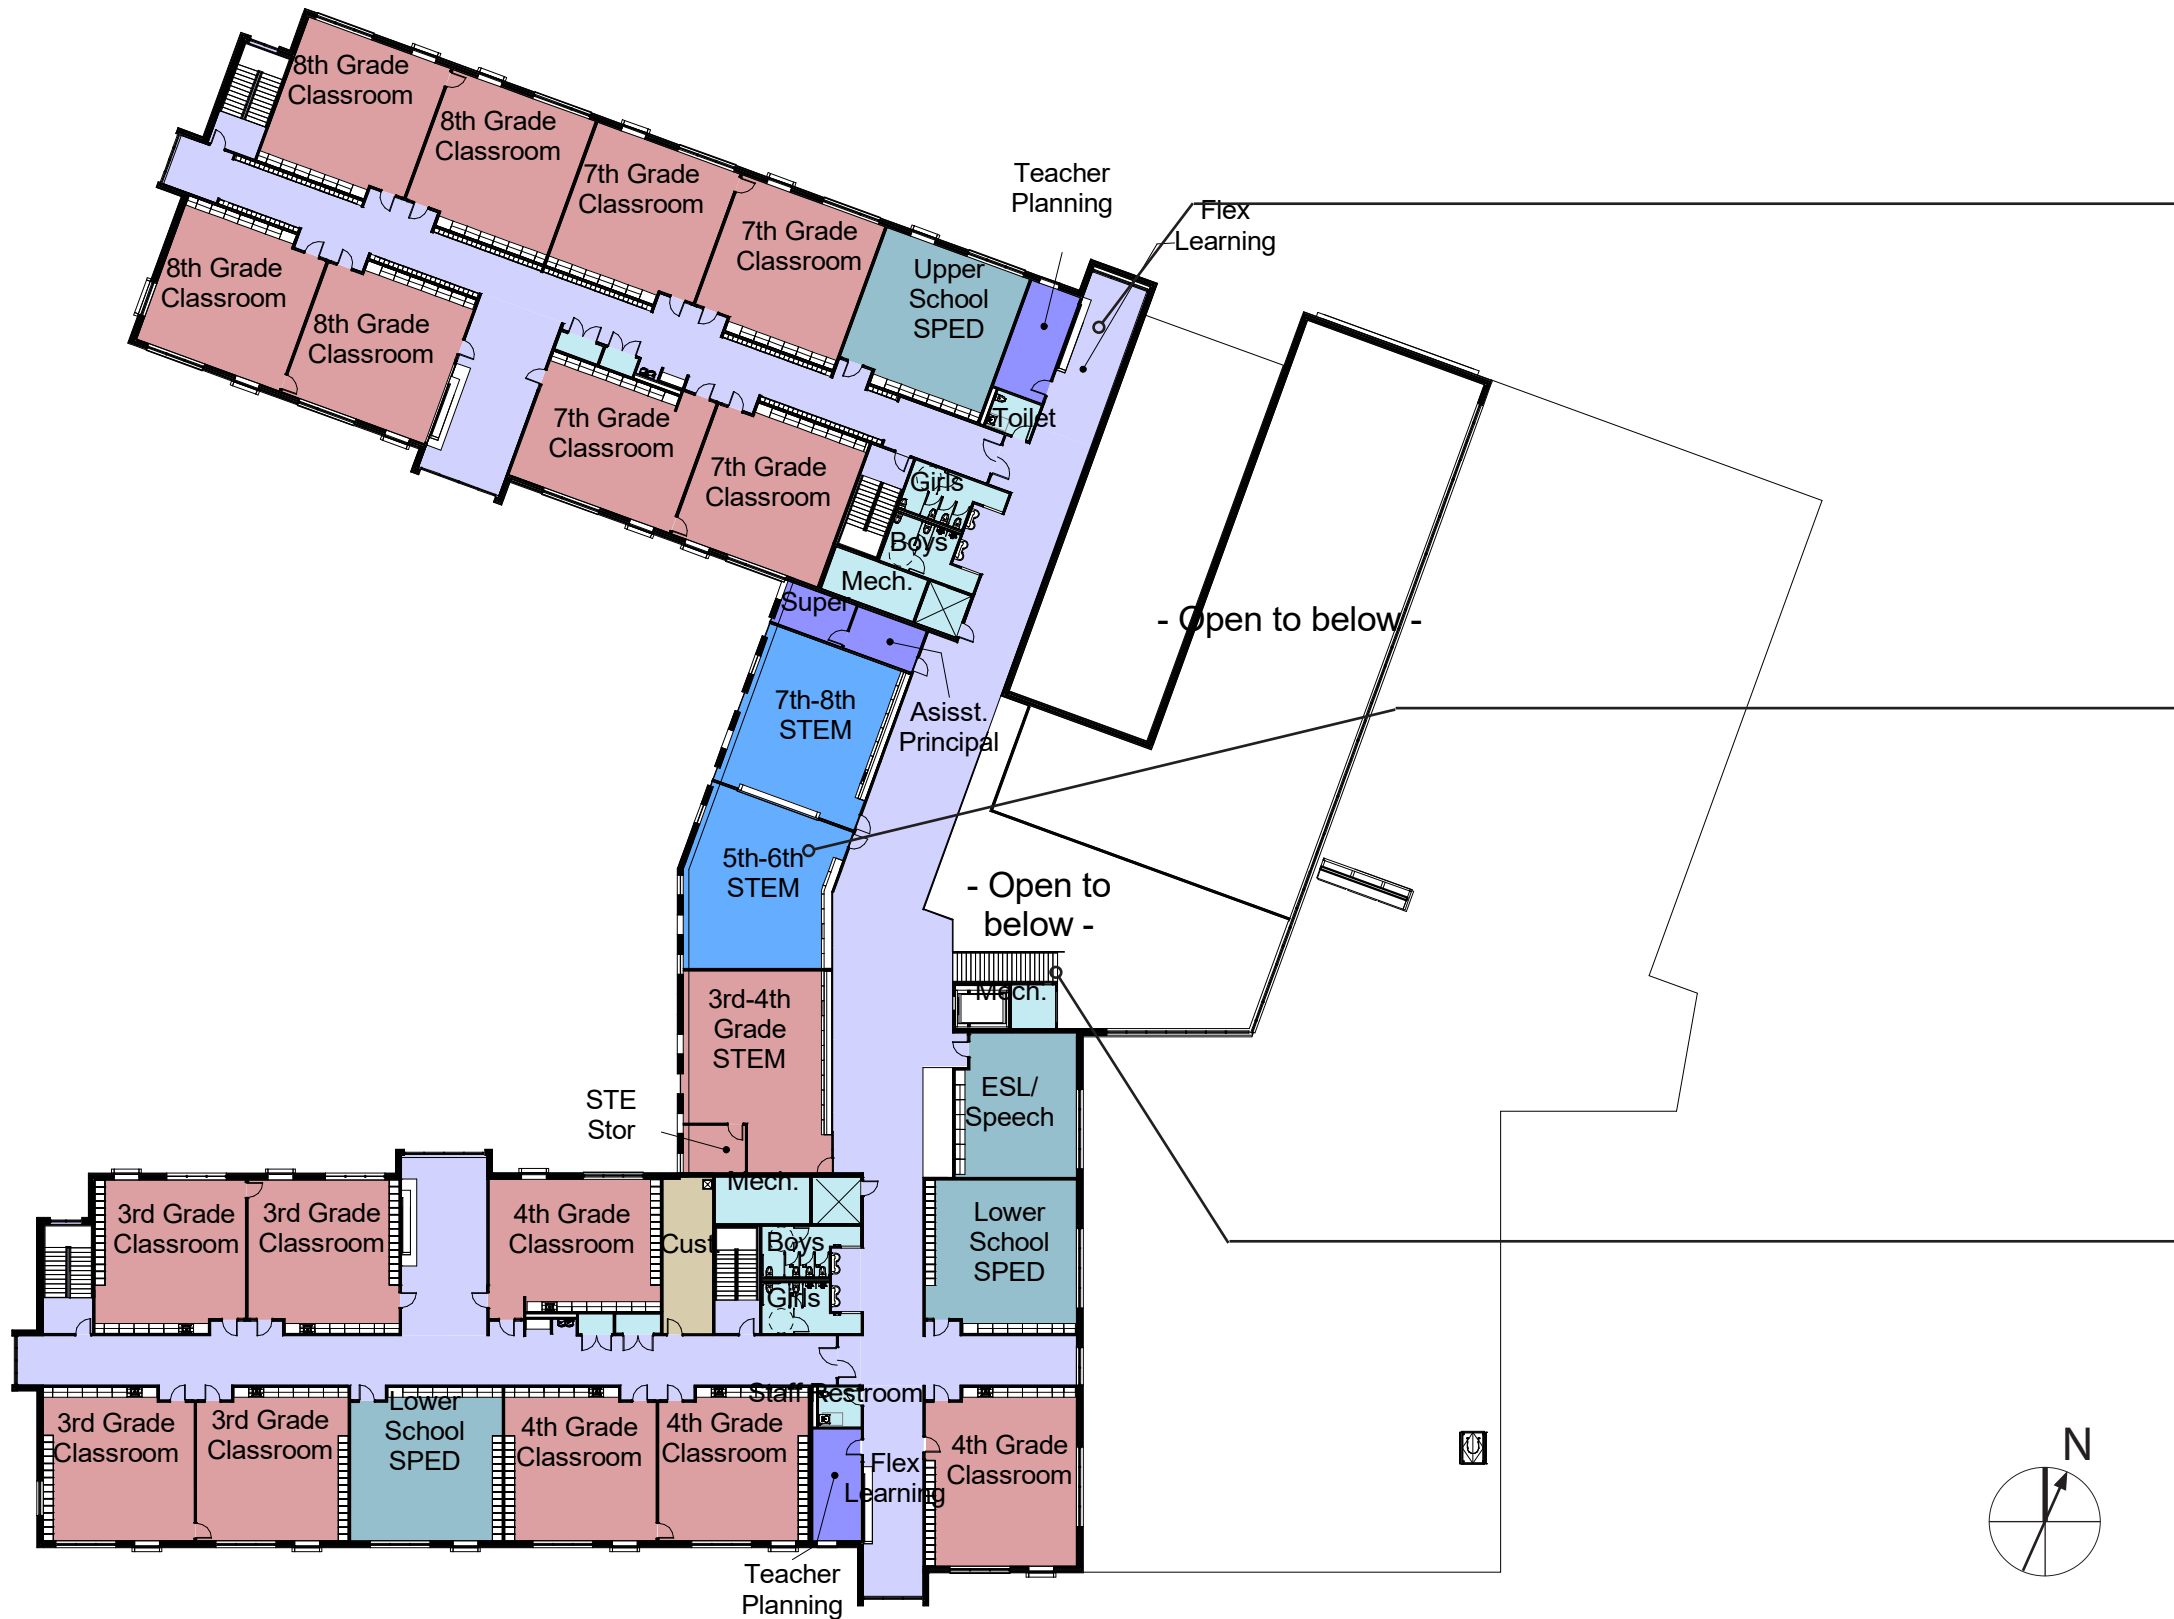 8th Grade
Classroom
8th Grade
Classroom
7th Grade
Classroom
7th Grade
Classroom
Upper
School
SPED
Teacher
Planning
Flex
Learning
8th Grade
Classroom
8th Grade
Classroom
7th Grade
Classroom
7th Grade
Classroom
Toilet
Girls
Boys
Mech.
Super
- Open to below -
7th-8th
STEM
Asisst.
Principal
5th-6th
STEM
- Open to
below -
Mech.
3rd-4th
Grade
STEM
ESL/
Speech
STE
Stor
Mech.
3rd Grade
Classroom
3rd Grade
Classroom
4th Grade
Classroom
Cust.
Boys
Girls
Lower
School
SPED
Staff Restroom
3rd Grade
Classroom
3rd Grade
Classroom
Lower
School
SPED
4th Grade
Classroom
4th Grade
Classroom
Flex
Learning
4th Grade
Classroom
Teacher
Planning
N